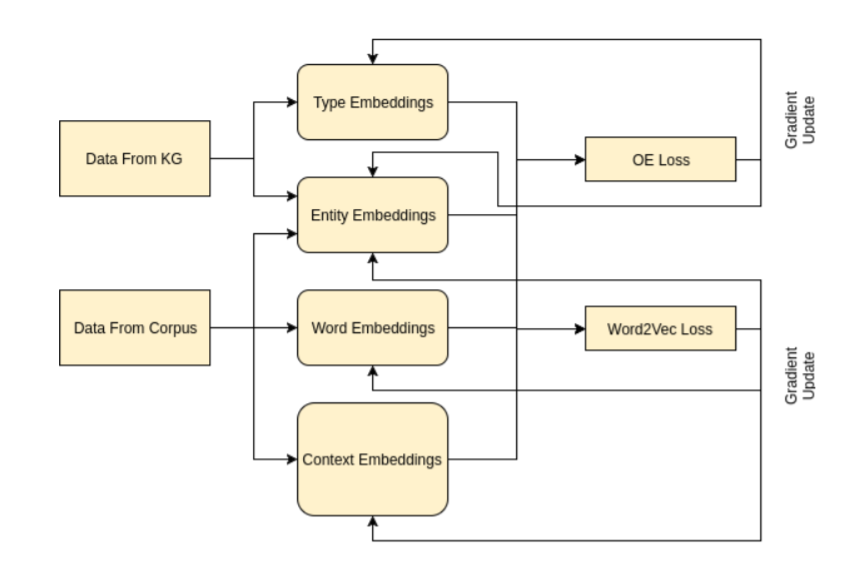 Type Embeddings
Data From KG
OE Loss
Gradient
Update
Entity Embeddings
Data From Corpus
Word Embeddings
Word2Vec Loss
Gradient
Update
Context Embeddings